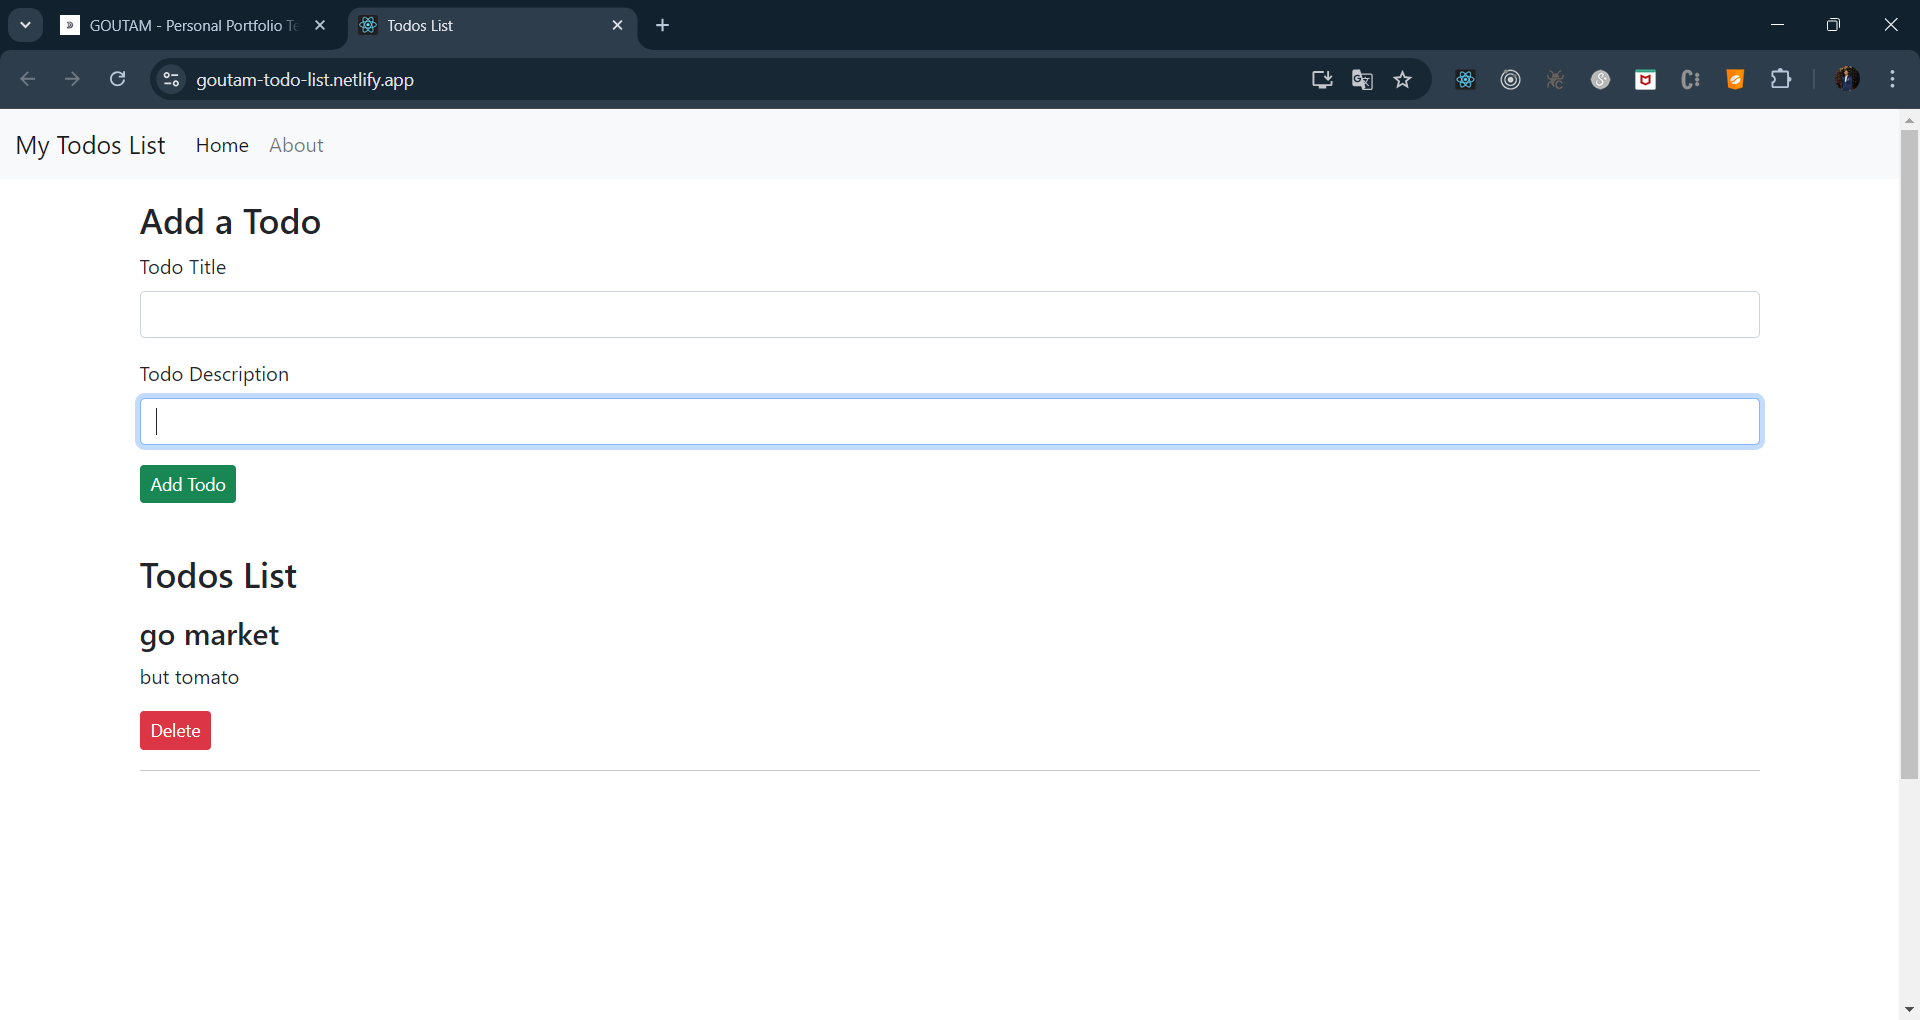 GOUTAM - Personal Portfolio Te
Todos List
goutam-todo-list.netlify.app
My Todos List Home About
Add a Todo
Todo Title
Todo Description
Add Todo
Todos List
go market
but tomato
Delete